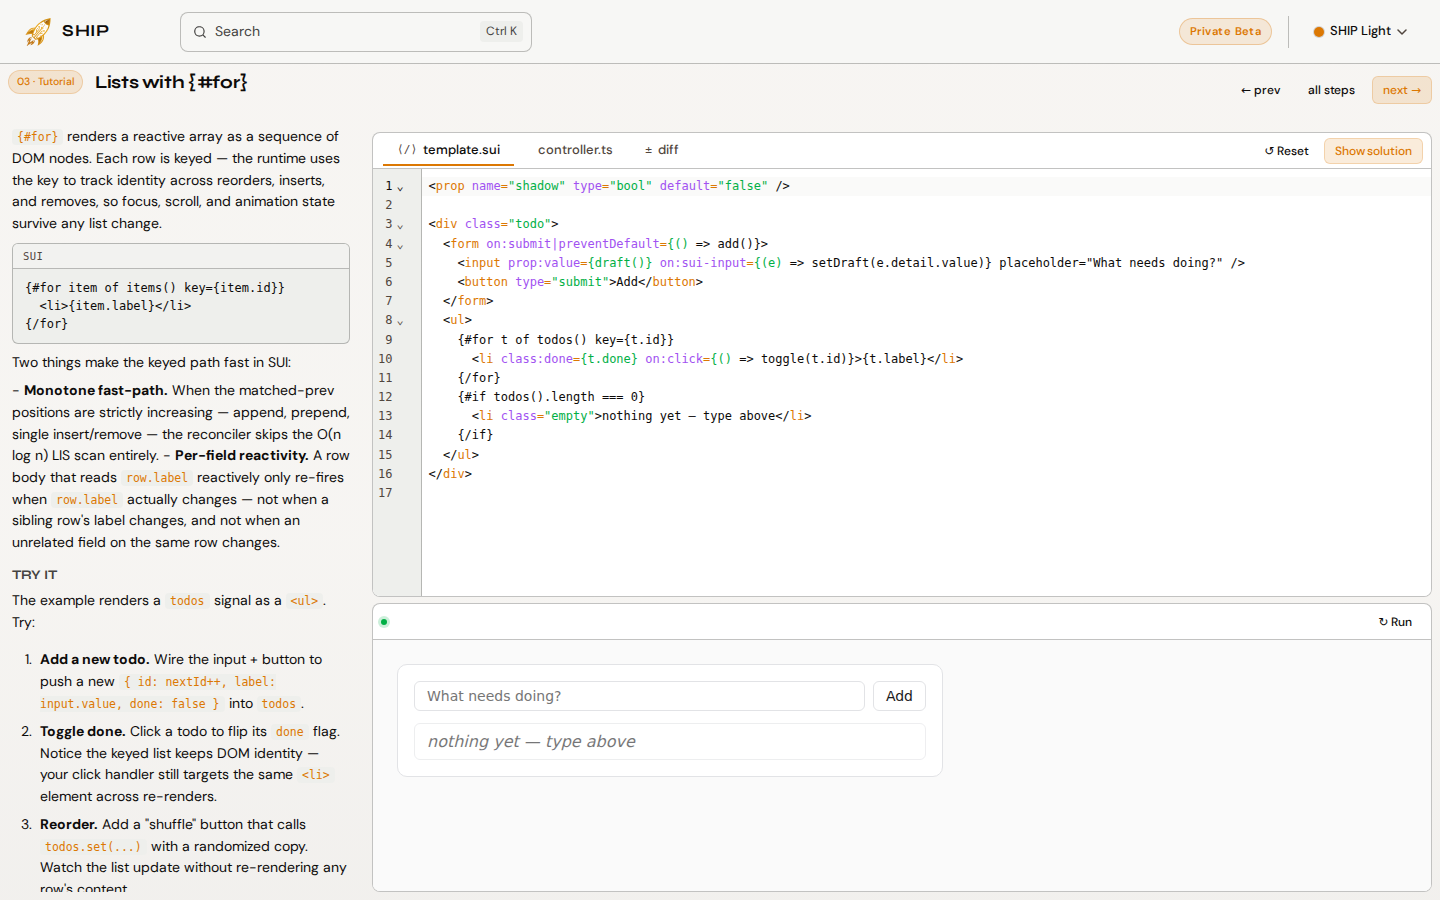 SHIP
Search
Ctrl K
Private Beta
SHIP Light
03 · Tutorial
Lists with {#for}
← prev
all steps
next →
{#for} renders a reactive array as a sequence of
DOM nodes. Each row is keyed — the runtime uses
the key to track identity across reorders, inserts,
and removes, so focus, scroll, and animation state
survive any list change.
SUI
{#for item of items() key={item.id}}
<li>{item.label}</li>
{/for}
Two things make the keyed path fast in SUI:
- Monotone fast-path. When the matched-prev
positions are strictly increasing — append, prepend,
single insert/remove — the reconciler skips the O(n
log n) LIS scan entirely. - Per-field reactivity. A row
body that reads row.label reactively only re-fires
when row.label actually changes — not when a
sibling row's label changes, and not when an
unrelated field on the same row changes.
TRY IT
The example renders a todos signal as a <ul>.
Try:
1. Add a new todo. Wire the input + button to
push a new { id: nextId++, label:
input.value, done: false } into todos.
2. Toggle done. Click a todo to flip its done flag.
Notice the keyed list keeps DOM identity —
your click handler still targets the same <li>
element across re-renders.
3. Reorder. Add a "shuffle" button that calls
todos.set(...) with a randomized copy.
Watch the list update without re-rendering any
row's content
⟨/⟩ template.sui
controller.ts
± diff
↺ Reset
Show solution
1 <prop name="shadow" type="bool" default="false" />
2
3 <div class="todo">
4 <form on:submit|preventDefault={() => add()}>
5 <input prop:value={draft()} on:sui-input={(e) => setDraft(e.detail.value)} placeholder="What needs doing?" />
6 <button type="submit">Add</button>
7 </form>
8 <ul>
9 {#for t of todos() key={t.id}}
10 <li class:done={t.done} on:click={() => toggle(t.id)}>{t.label}</li>
11 {/for}
12 {#if todos().length === 0}
13 <li class="empty">nothing yet — type above</li>
14 {/if}
15 </ul>
16 </div>
17
↻ Run
What needs doing?
Add
nothing yet — type above